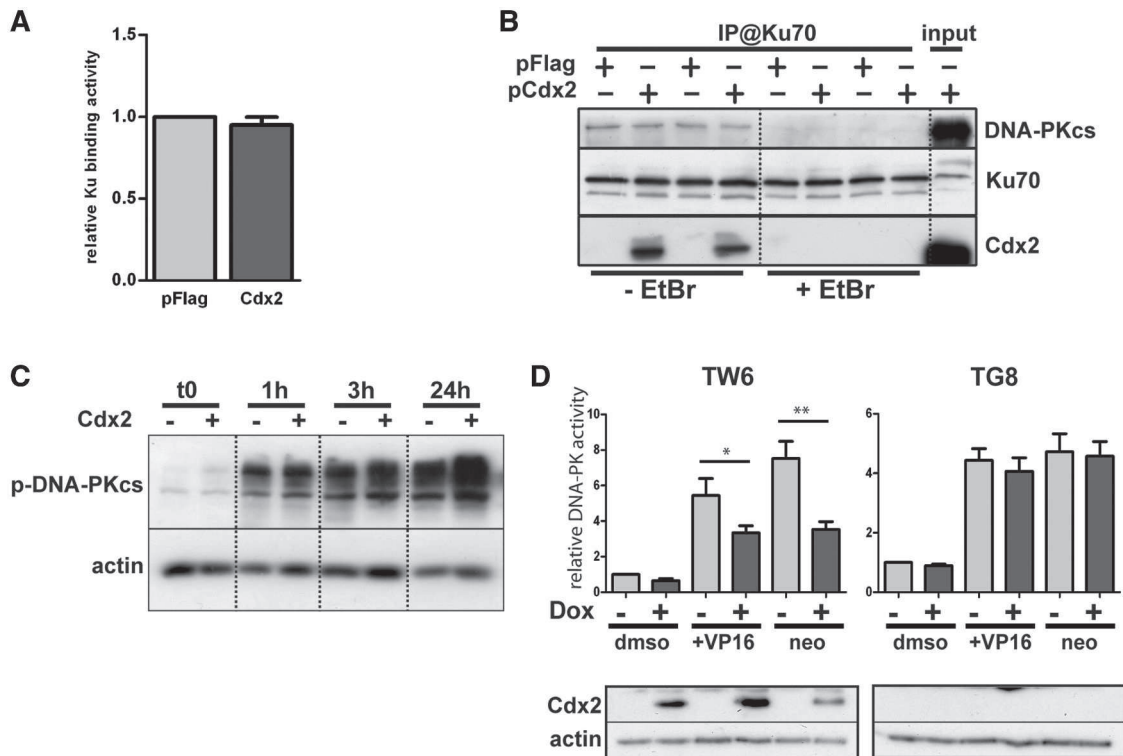 A
relative Ku binding activity
1.5
1.0
0.5
0.0
pFlag Cdx2
B
IP@Ku70 input
pFlag + − + − + − + − −
pCdx2 − + − + − + − + +
DNA-PKcs
Ku70
Cdx2
- EtBr + EtBr
C
t0 1h 3h 24h
Cdx2 - + - + - + - +
p-DNA-PKcs
actin
D
TW6 TG8
relative DNA-PK activity
10
8
6
4
2
0
* **
6
4
2
0
Dox - + - + - + - + - + - +
dmso +VP16 neo dmso +VP16 neo
Cdx2
actin